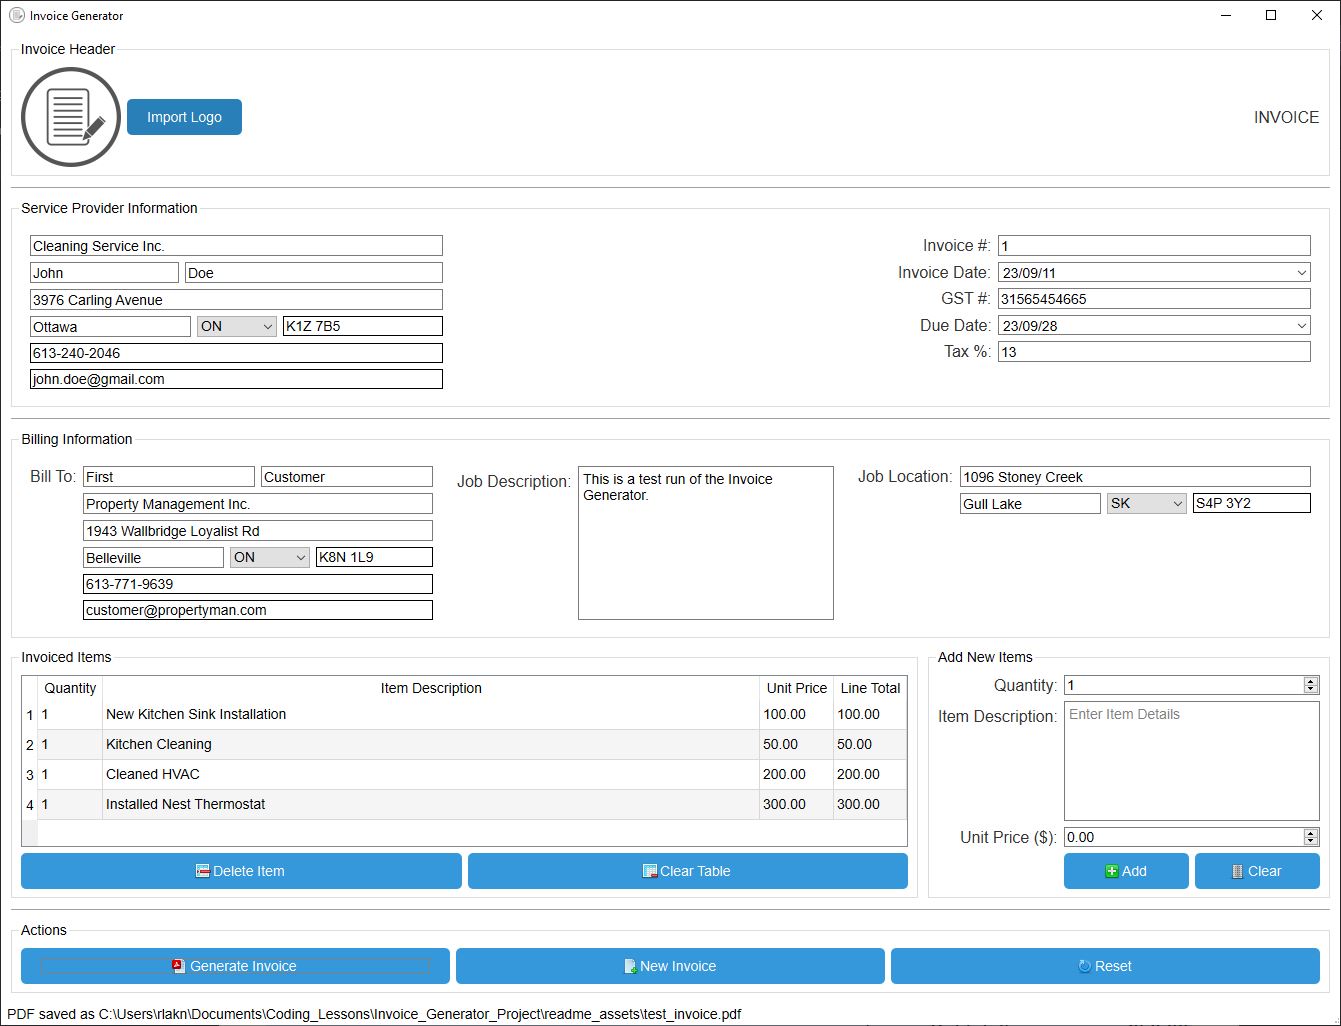 Invoice Generator
Invoice Header
Import Logo
INVOICE
Service Provider Information
Cleaning Service Inc.
John Doe
3976 Carling Avenue
Ottawa ON K1Z 7B5
613-240-2046
john.doe@gmail.com
Invoice #: 1
Invoice Date: 23/09/11
GST #: 31565454665
Due Date: 23/09/28
Tax %: 13
Billing Information
Bill To: First Customer
Property Management Inc.
1943 Wallbridge Loyalist Rd
Belleville ON K8N 1L9
613-771-9639
customer@propertyman.com
Job Description: This is a test run of the Invoice
Generator.
Job Location: 1096 Stoney Creek
Gull Lake SK S4P 3Y2
Invoiced Items
Quantity Item Description Unit Price Line Total
1 1 New Kitchen Sink Installation 100.00 100.00
2 1 Kitchen Cleaning 50.00 50.00
3 1 Cleaned HVAC 200.00 200.00
4 1 Installed Nest Thermostat 300.00 300.00
Delete Item Clear Table
Add New Items
Quantity: 1
Item Description: Enter Item Details
Unit Price ($): 0.00
Add Clear
Actions
Generate Invoice New Invoice Reset
PDF saved as C:\Users\rlakn\Documents\Coding_Lessons\Invoice_Generator_Project\readme_assets\test_invoice.pdf